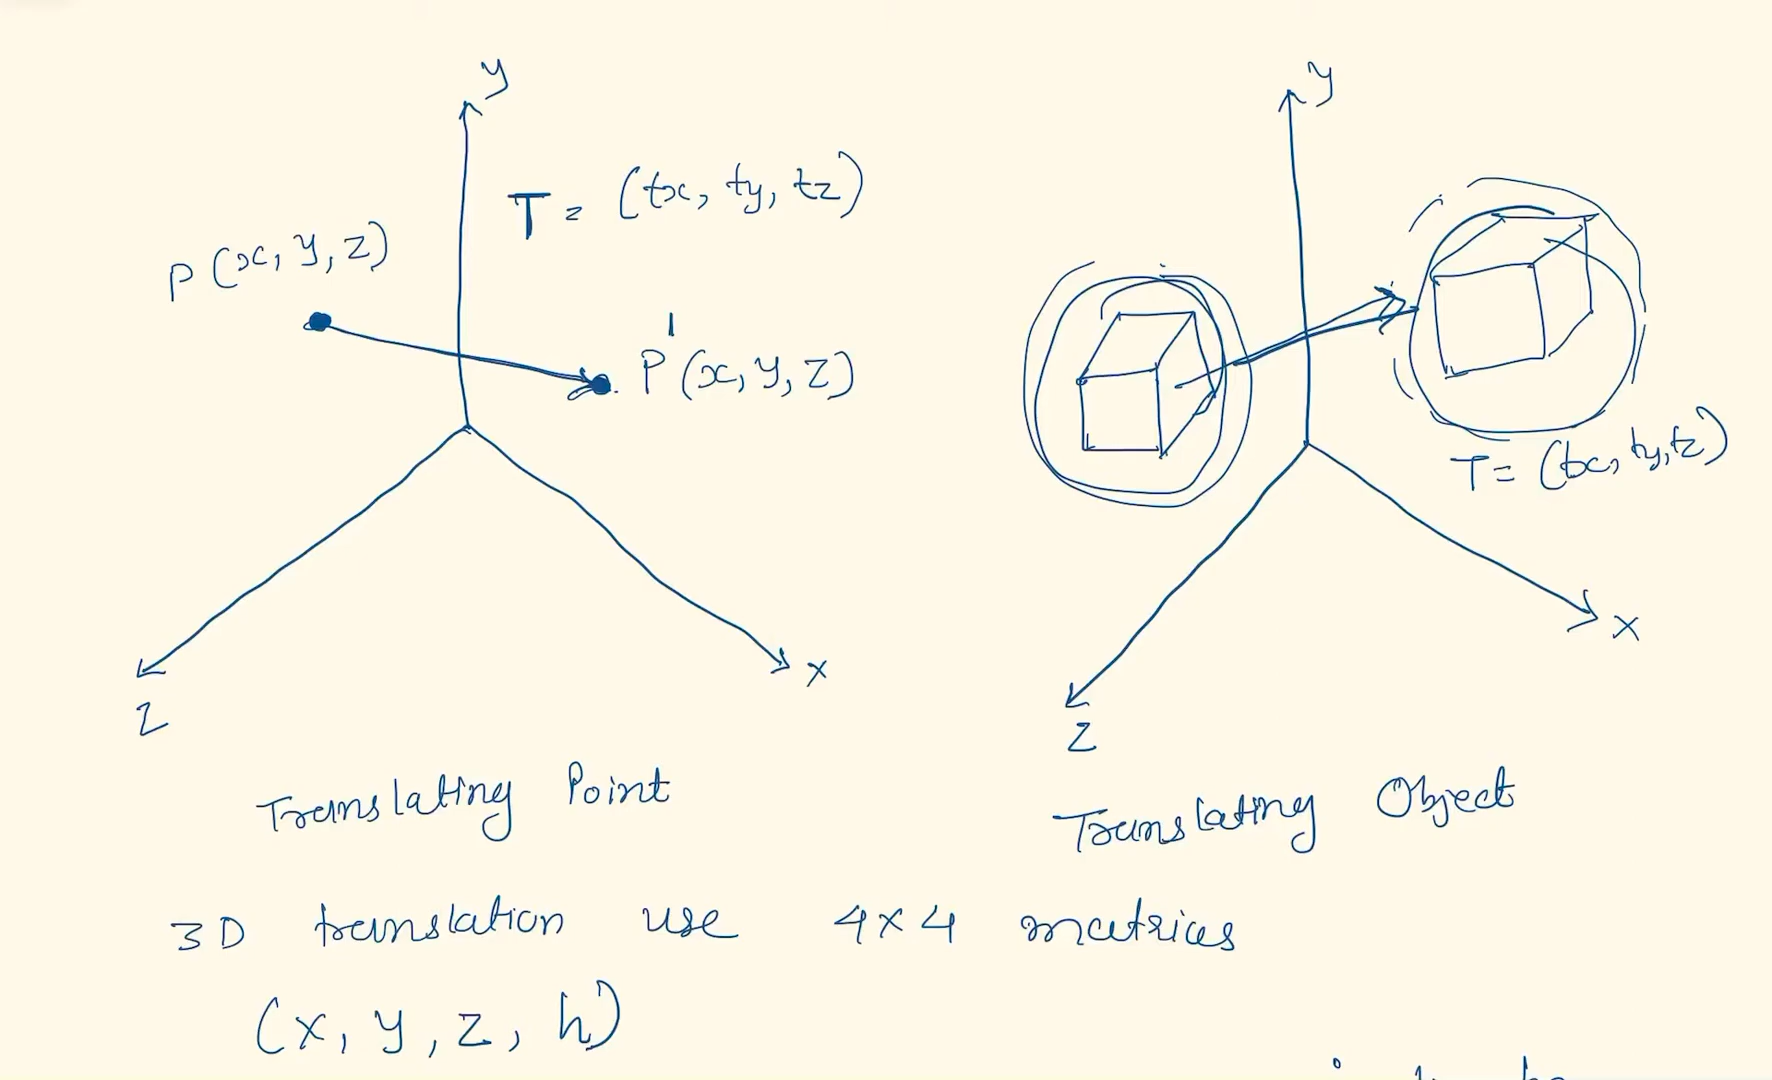 y
T = (tx, ty, tz)
P (x, y, z)
P' (x, y, z)
x
z
Translating Point
y
T = (tx, ty, tz)
x
z
Translating Object
3D translation use 4x4 matrices
(x, y, z, h)